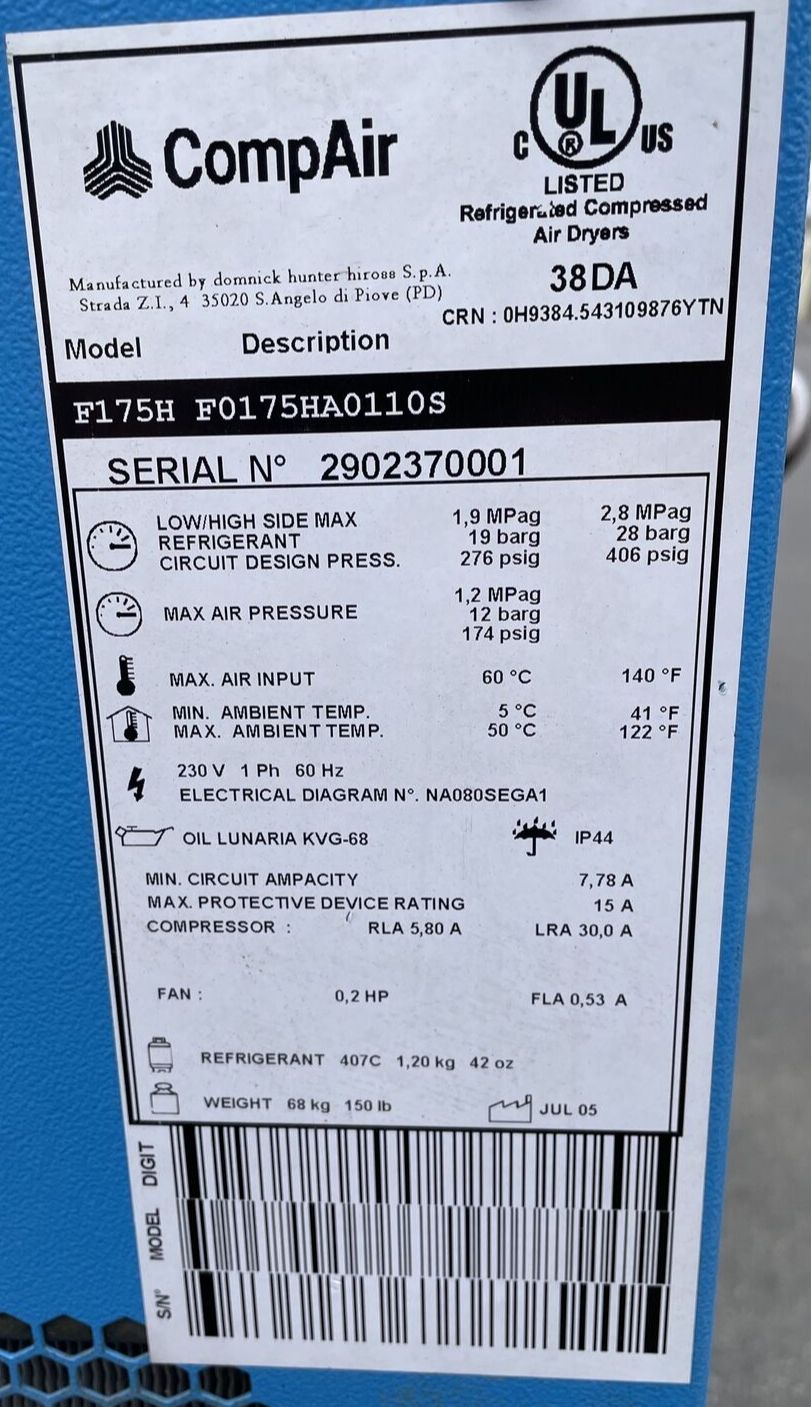 CompAir
C UL ® US
LISTED
Refrigerated Compressed
Air Dryers
38DA
Manufactured by domnick hunter hiross S.p.A.
Strada Z.I., 4 35020 S.Angelo di Piove (PD)
CRN : 0H9384.543109876YTN
Model Description
F175H F0175HA0110S
SERIAL N° 2902370001
LOW/HIGH SIDE MAX 1,9 MPag 2,8 MPag
REFRIGERANT 19 barg 28 barg
CIRCUIT DESIGN PRESS. 276 psig 406 psig
1,2 MPag
MAX AIR PRESSURE 12 barg
174 psig
MAX. AIR INPUT 60 °C 140 °F
MIN. AMBIENT TEMP. 5 °C 41 °F
MAX. AMBIENT TEMP. 50 °C 122 °F
230 V 1 Ph 60 Hz
ELECTRICAL DIAGRAM N°. NA080SEGA1
OIL LUNARIA KVG-68 IP44
MIN. CIRCUIT AMPACITY 7,78 A
MAX. PROTECTIVE DEVICE RATING 15 A
COMPRESSOR : RLA 5,80 A LRA 30,0 A
FAN : 0,2 HP FLA 0,53 A
REFRIGERANT 407C 1,20 kg 42 oz
WEIGHT 68 kg 150 lb JUL 05
DIGIT
MODEL
S/N°